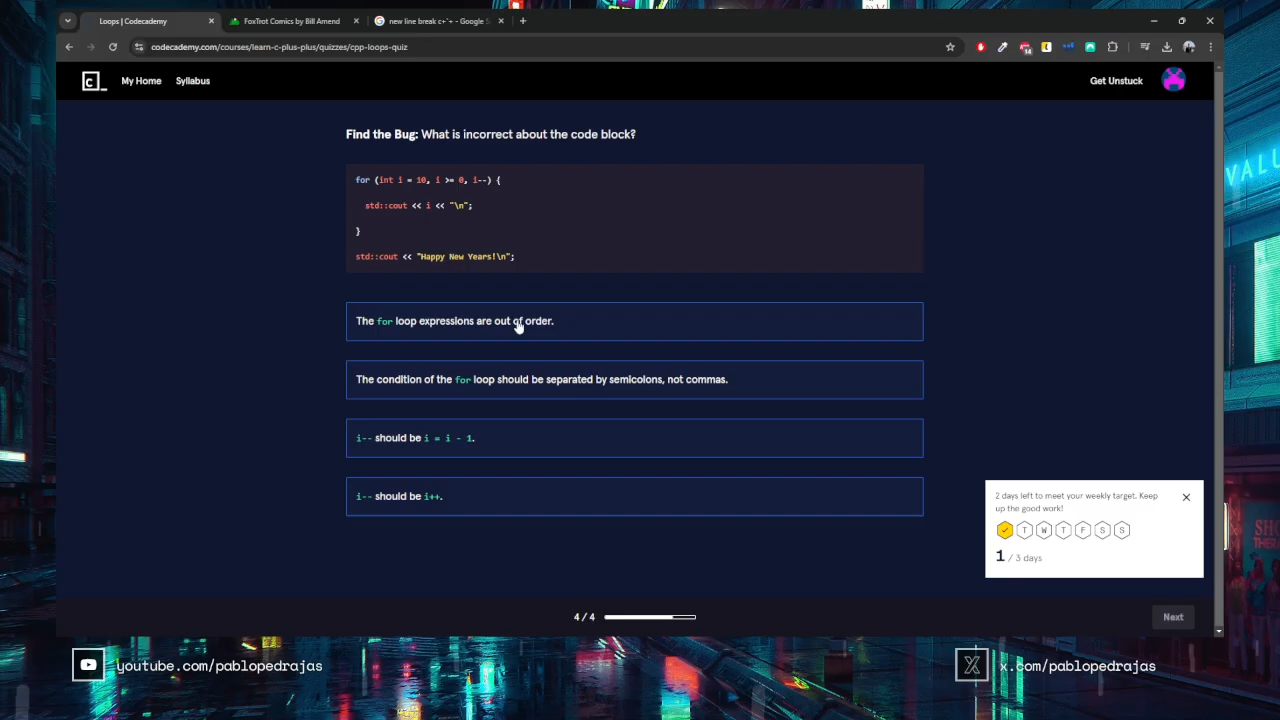 Loops | Codecademy
FoxTrot Comics by Bill Amend
new line break c+`+ - Google S
codecademy.com/courses/learn-c-plus-plus/quizzes/cpp-loops-quiz
14
My Home
Syllabus
Get Unstuck
Find the Bug: What is incorrect about the code block?
for (int i = 10, i >= 0, i--) {
std::cout << i << "\n";
}
std::cout << "Happy New Years!\n";
The for loop expressions are out of order.
The condition of the for loop should be separated by semicolons, not commas.
i-- should be i = i - 1.
i-- should be i++.
2 days left to meet your weekly target. Keep
up the good work!
T W T F S S
1 / 3 days
4 / 4
Next
youtube.com/pablopedrajas
x.com/pablopedrajas